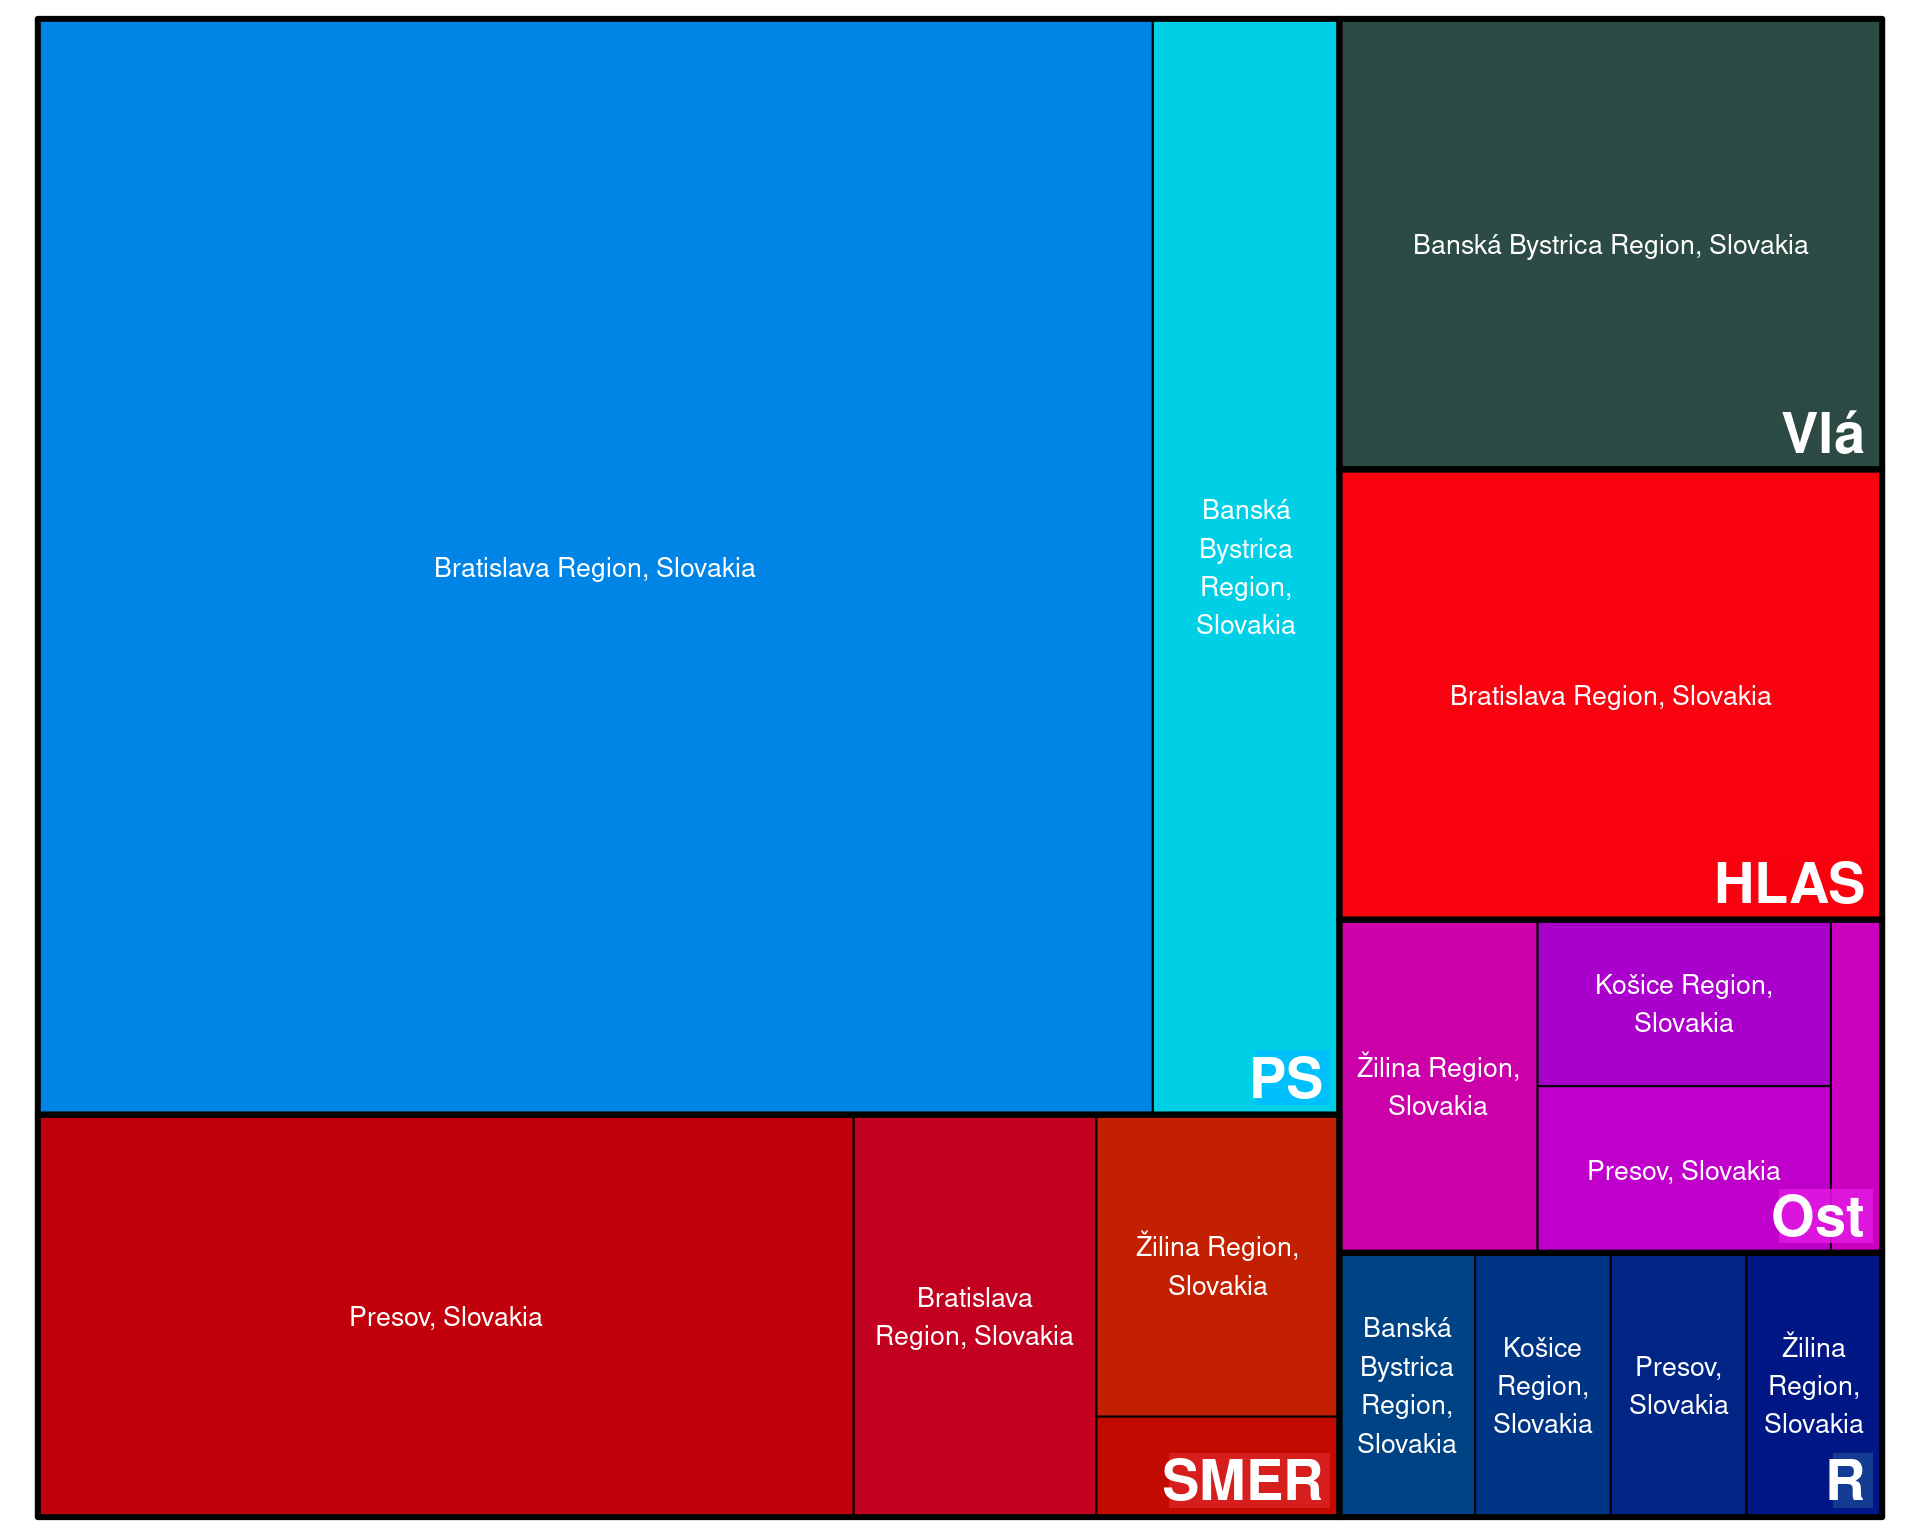 Bratislava Region, Slovakia
Banská
Bystrica
Region,
Slovakia
PS
Banská Bystrica Region, Slovakia
Vlá
Bratislava Region, Slovakia
HLAS
Žilina Region,
Slovakia
Košice Region,
Slovakia
Presov, Slovakia
Ost
Presov, Slovakia
Bratislava
Region, Slovakia
Žilina Region,
Slovakia
SMER
Banská
Bystrica
Region,
Slovakia
Košice
Region,
Slovakia
Presov,
Slovakia
Žilina
Region,
Slovakia
R